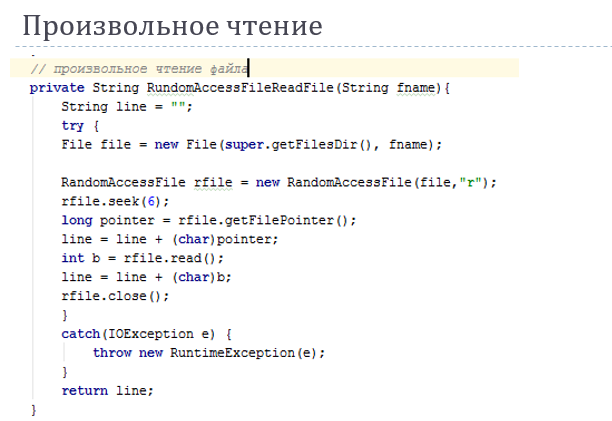 Произвольное чтение
// произвольное чтение файла
private String RundomAccessFileReadFile(String fname){
String line = "";
try {
File file = new File(super.getFilesDir(), fname);
RandomAccessFile rfile = new RandomAccessFile(file,"r");
rfile.seek(6);
long pointer = rfile.getFilePointer();
line = line + (char)pointer;
int b = rfile.read();
line = line + (char)b;
rfile.close();
}
catch(IOException e) {
throw new RuntimeException(e);
}
return line;
}